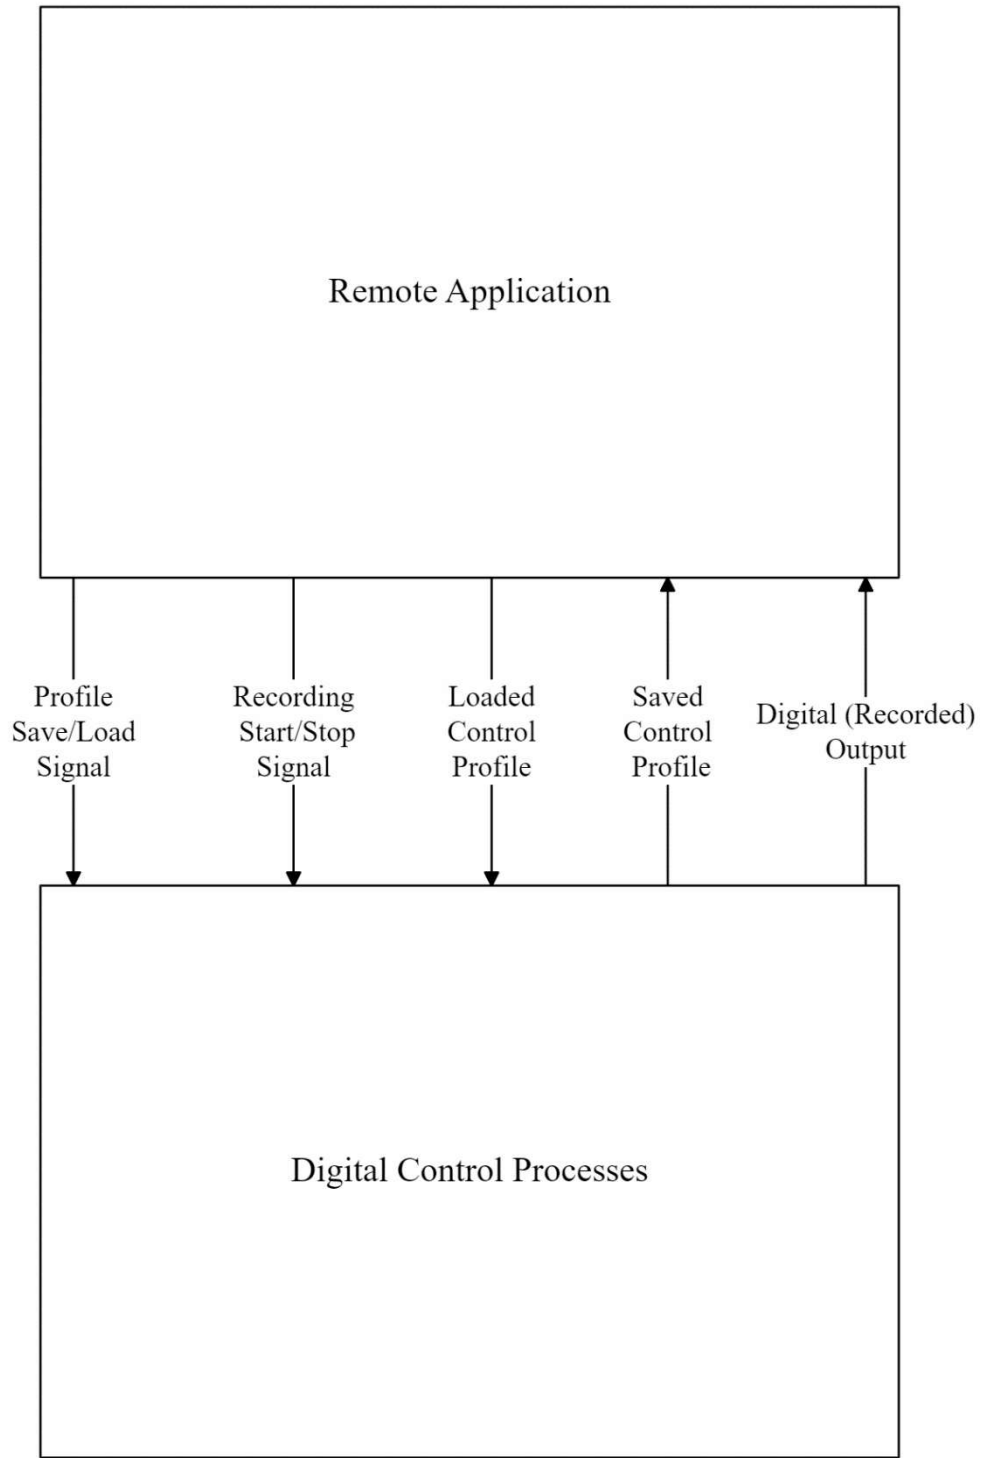 Remote Application
Profile
Save/Load
Signal
Recording
Start/Stop
Signal
Loaded
Control
Profile
Saved
Control
Profile
Digital (Recorded)
Output
Digital Control Processes